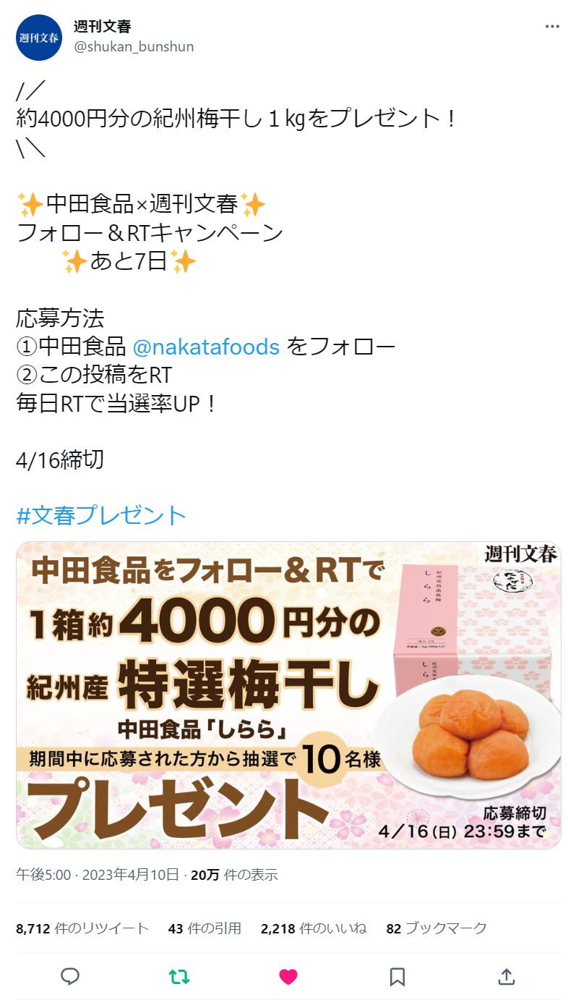 週刊文春
週刊文春
@shukan_bunshun
/／
約4000円分の紀州梅干し１㎏をプレゼント！
\＼
✨中田食品×週刊文春✨
フォロー＆RTキャンペーン
✨あと7日✨
応募方法
①中田食品 @nakatafoods をフォロー
②この投稿をRT
毎日RTで当選率UP！
4/16締切
#文春プレゼント
週刊文春
中田食品をフォロー&RTで
1箱約4000円分の
紀州産 特選梅干し
中田食品「しらら」
期間中に応募された方から抽選で10名様
プレゼント
紀州完熟南高梅
しらら
なかた
しら
応募締切
4／16(日) 23:59まで
午後5:00 · 2023年4月10日 · 20万 件の表示
8,712 件のリツイート 43 件の引用 2,218 件のいいね 82 ブックマーク